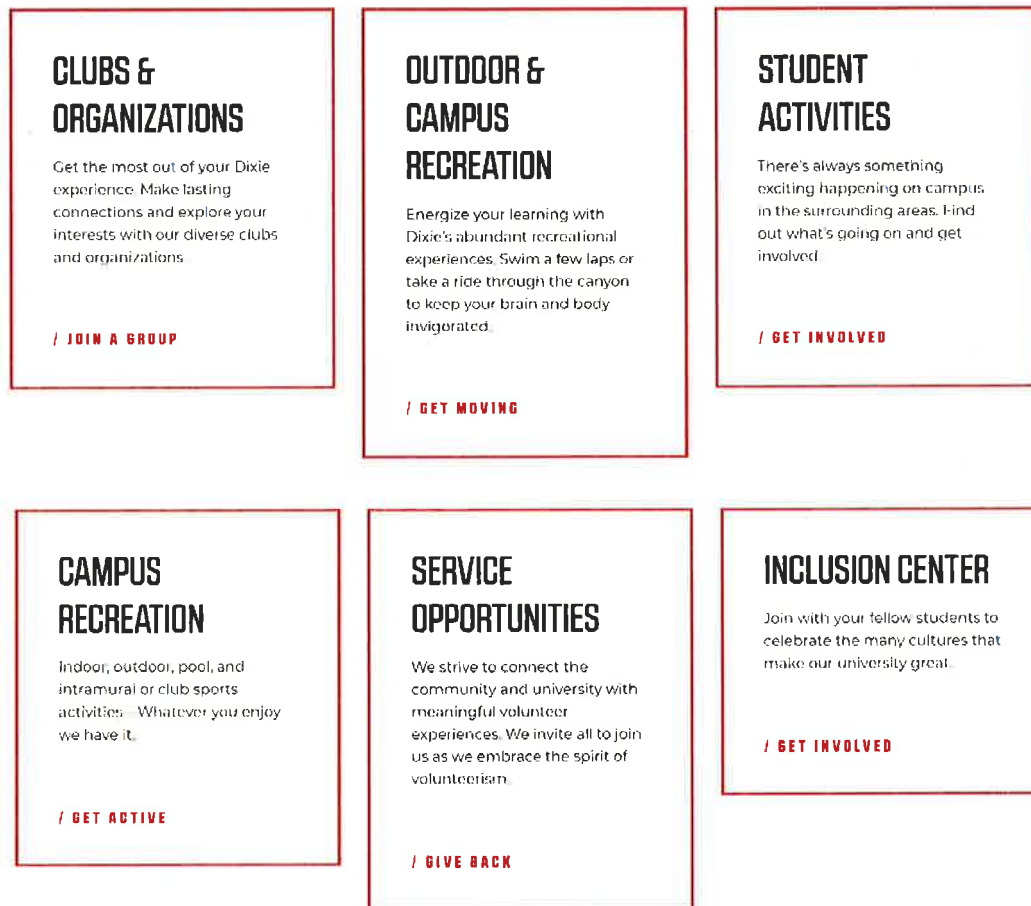 CLUBS &
ORGANIZATIONS
Get the most out of your Dixie
experience. Make lasting
connections and explore your
interests with our diverse clubs
and organizations.
/ JOIN A GROUP
OUTDOOR &
CAMPUS
RECREATION
Energize your learning with
Dixie's abundant recreational
experiences. Swim a few laps or
take a ride through the canyon
to keep your brain and body
invigorated.
/ GET MOVING
STUDENT
ACTIVITIES
There's always something
exciting happening on campus
in the surrounding areas. Find
out what's going on and get
involved.
/ GET INVOLVED
CAMPUS
RECREATION
Indoor, outdoor, pool, and
intramural or club sports
activities—Whatever you enjoy
we have it.
/ GET ACTIVE
SERVICE
OPPORTUNITIES
We strive to connect the
community and university with
meaningful volunteer
experiences. We invite all to join
us as we embrace the spirit of
volunteerism.
/ GIVE BACK
INCLUSION CENTER
Join with your fellow students to
celebrate the many cultures that
make our university great.
/ GET INVOLVED